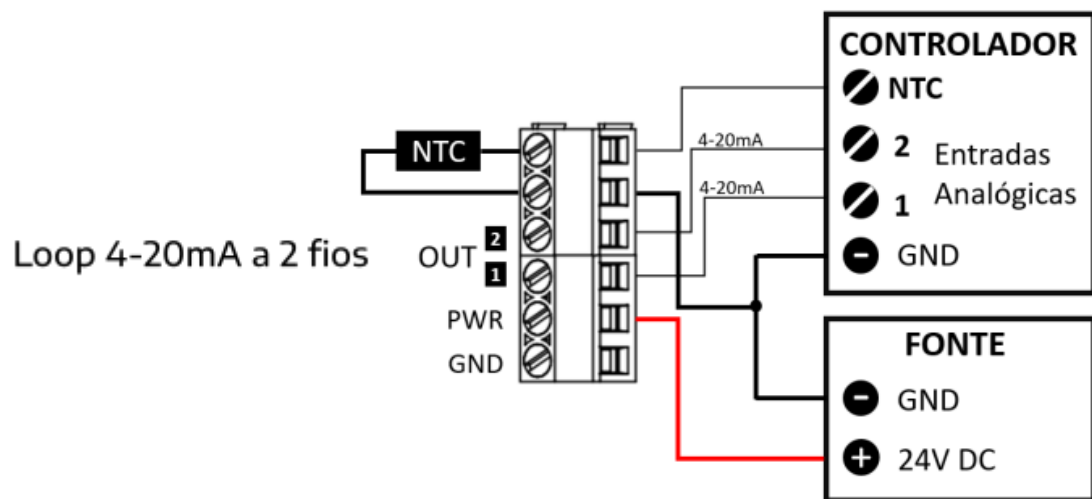 CONTROLADOR
NTC
4-20mA
2
Entradas
NTC
4-20mA
1
Analógicas
Loop 4-20mA a 2 fios
OUT
2
1
GND
PWR
GND
FONTE
GND
24V DC